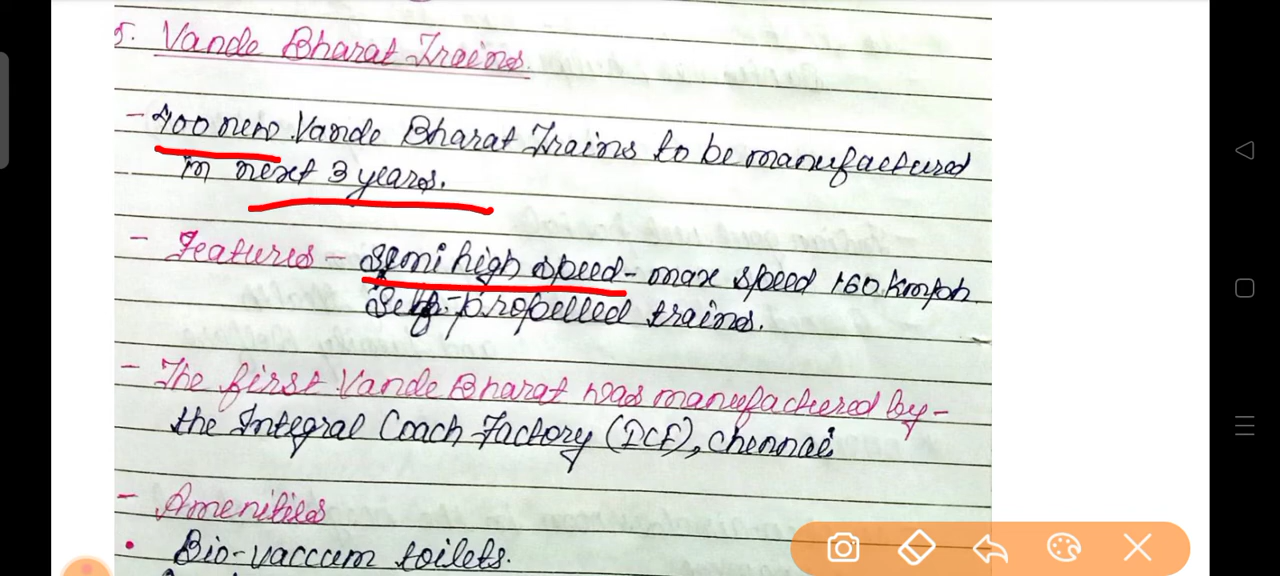 5. Vande Bharat Trains.
- 400 new Vande Bharat Trains to be manufactured
in next 3 years.
- Features - Semi high speed - max speed 160 kmph
Self-propelled trains.
- The first Vande Bharat was manufactured by -
the Integral Coach Factory (ICF), Chennai
- Amenities
• Bio-vaccum toilets.